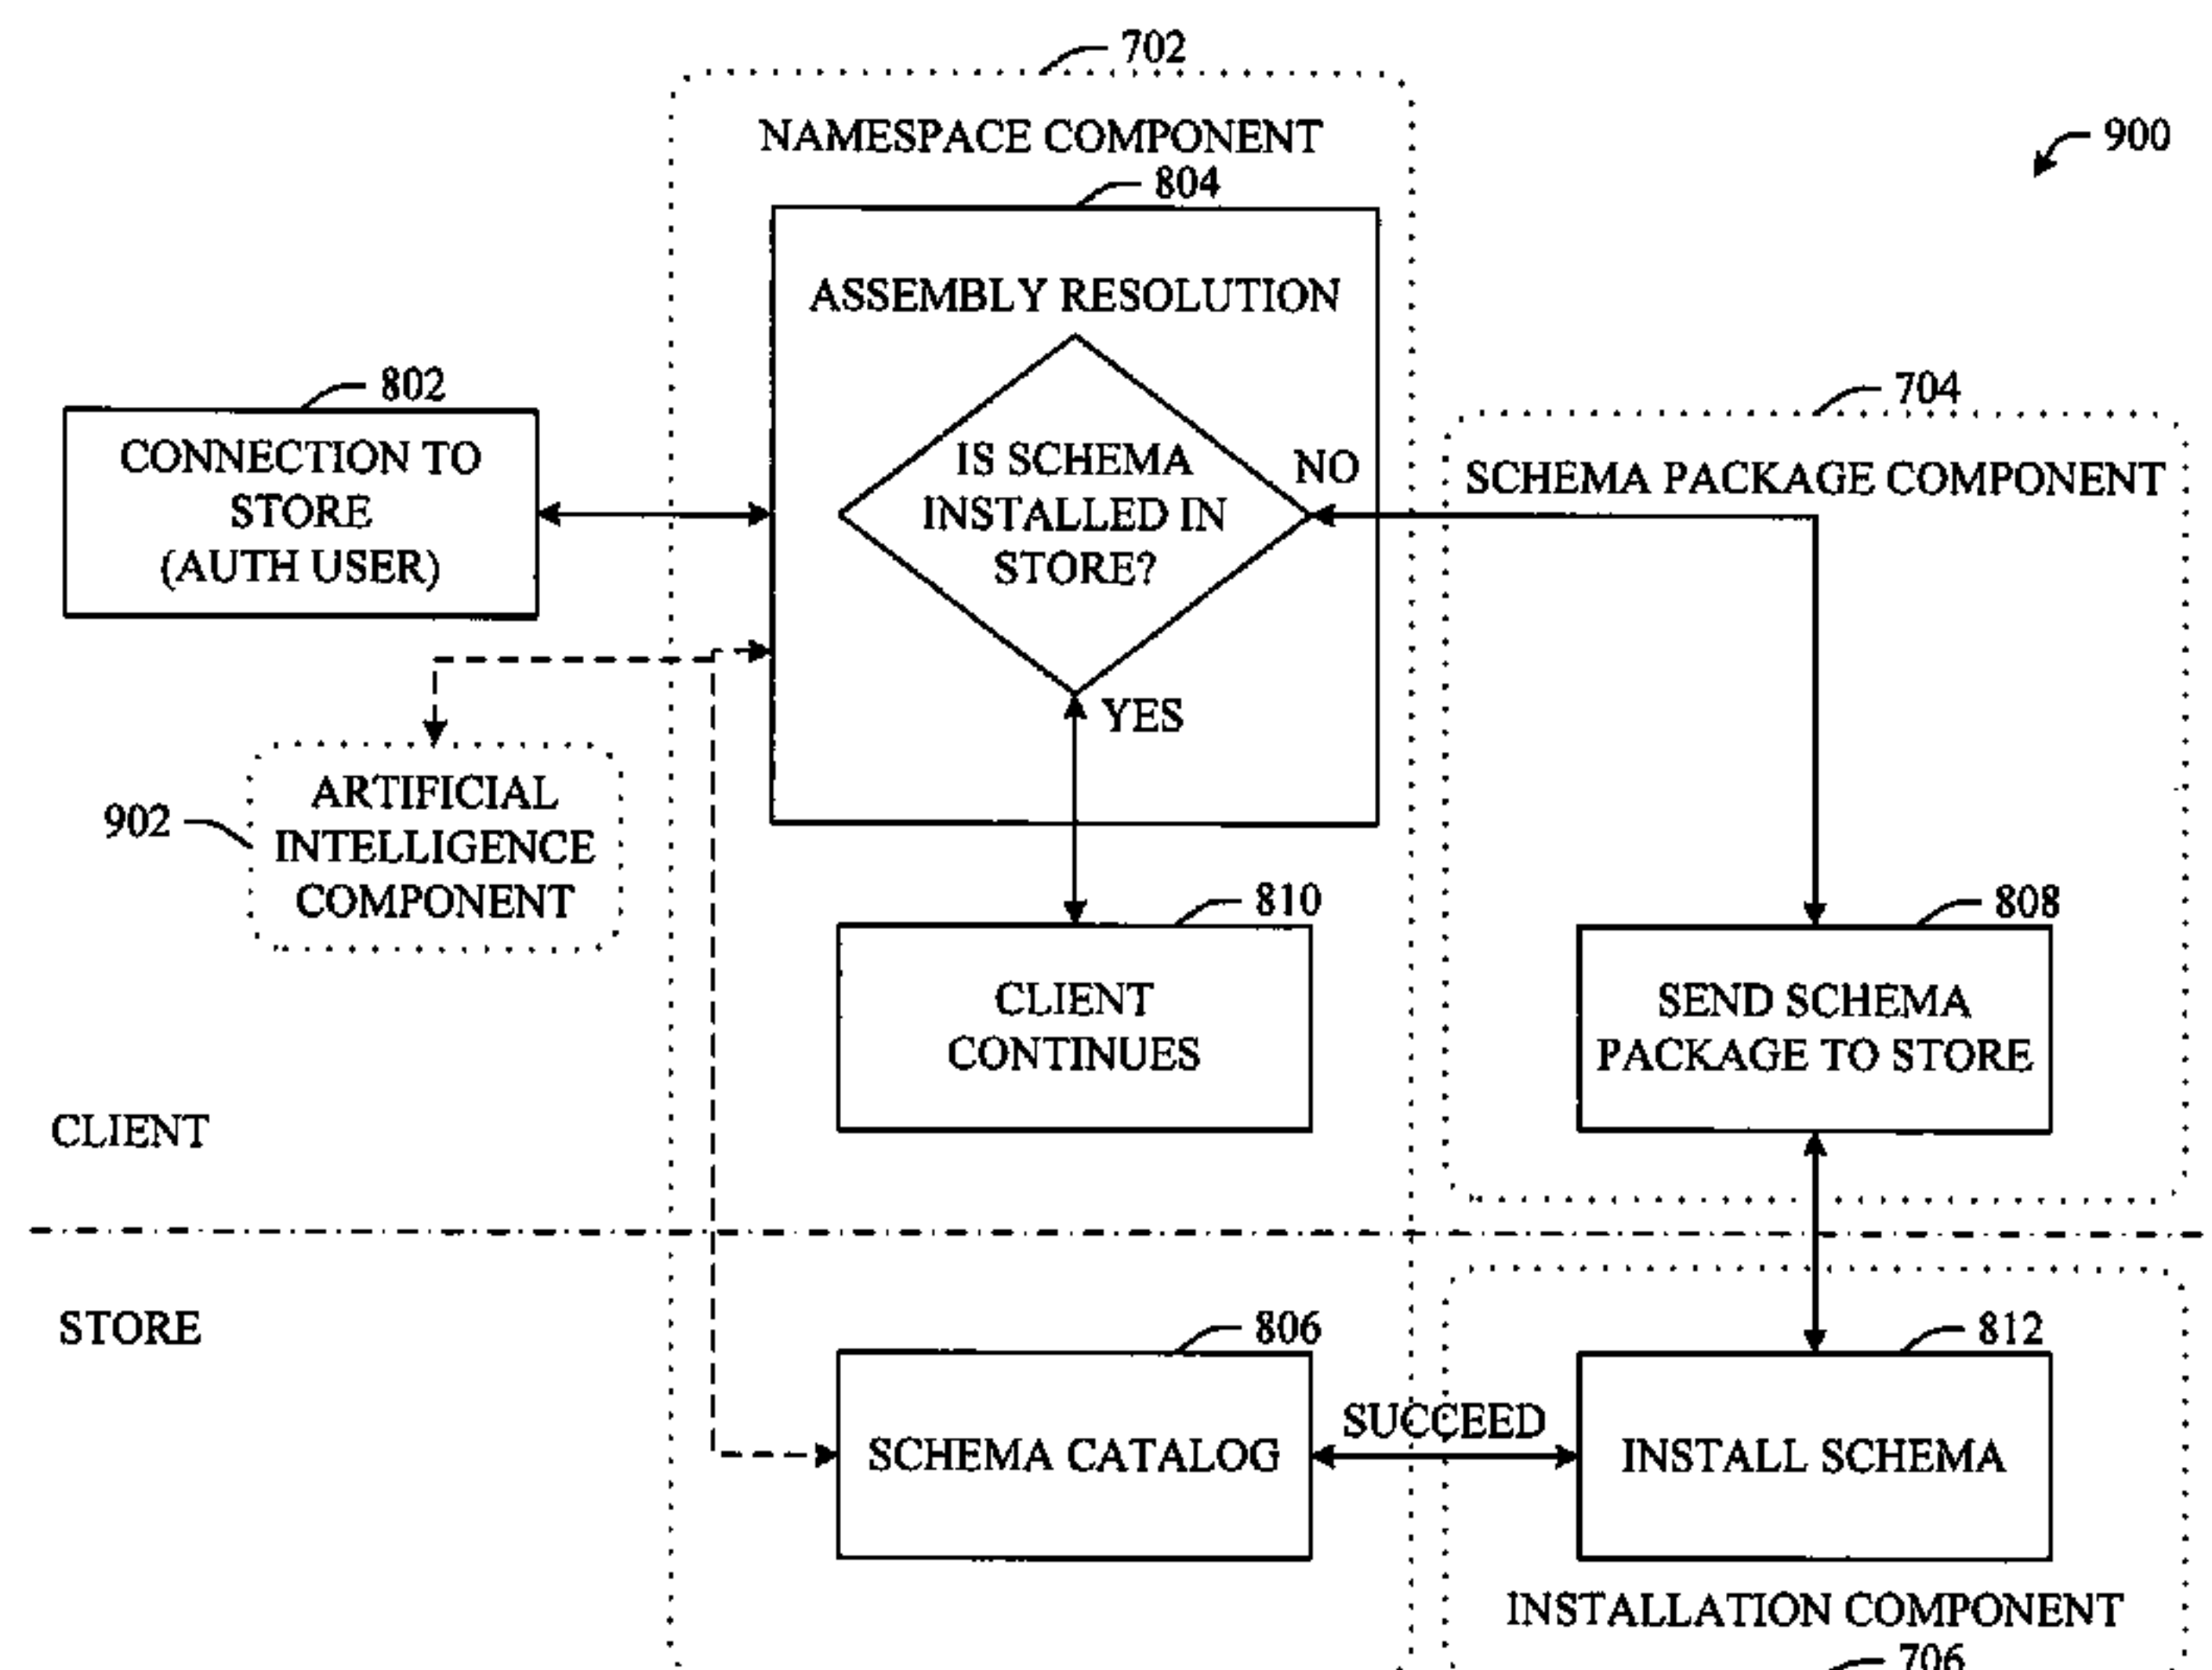 702
NAMESPACE COMPONENT
900
804
ASSEMBLY RESOLUTION
802
CONNECTION TO
STORE
(AUTH USER)
IS SCHEMA
INSTALLED IN
STORE?
NO
704
SCHEMA PACKAGE COMPONENT
YES
902
ARTIFICIAL
INTELLIGENCE
COMPONENT
810
CLIENT
CONTINUES
808
SEND SCHEMA
PACKAGE TO STORE
CLIENT
STORE
806
SCHEMA CATALOG
SUCCEED
812
INSTALL SCHEMA
INSTALLATION COMPONENT
706